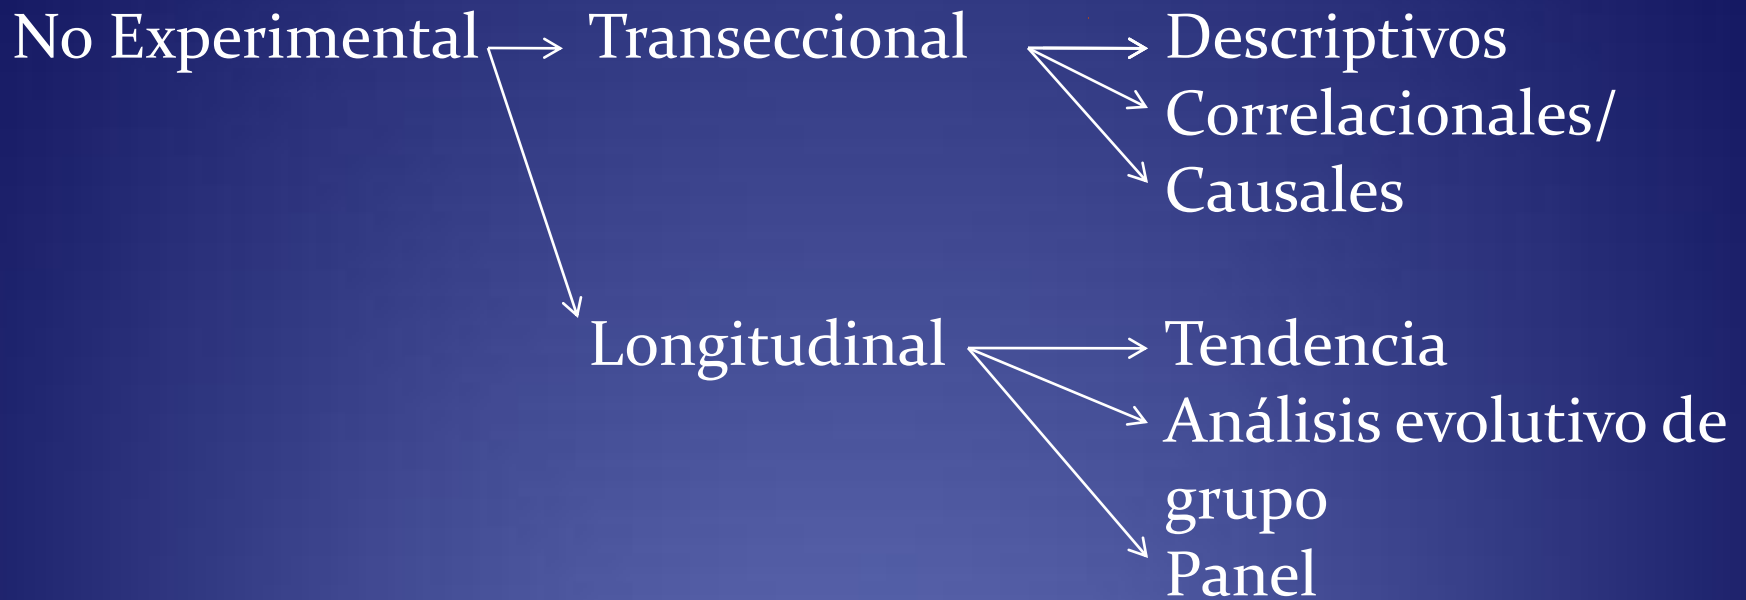 No Experimental Transeccional Descriptivos
Correlacionales/
Causales
Longitudinal Tendencia
Análisis evolutivo de
grupo
Panel